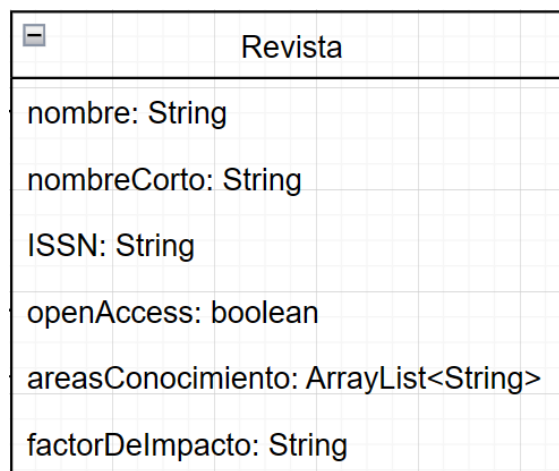 Revista
nombre: String
nombreCorto: String
ISSN: String
openAccess: boolean
areasConocimiento: ArrayList<String>
factorDeImpacto: String